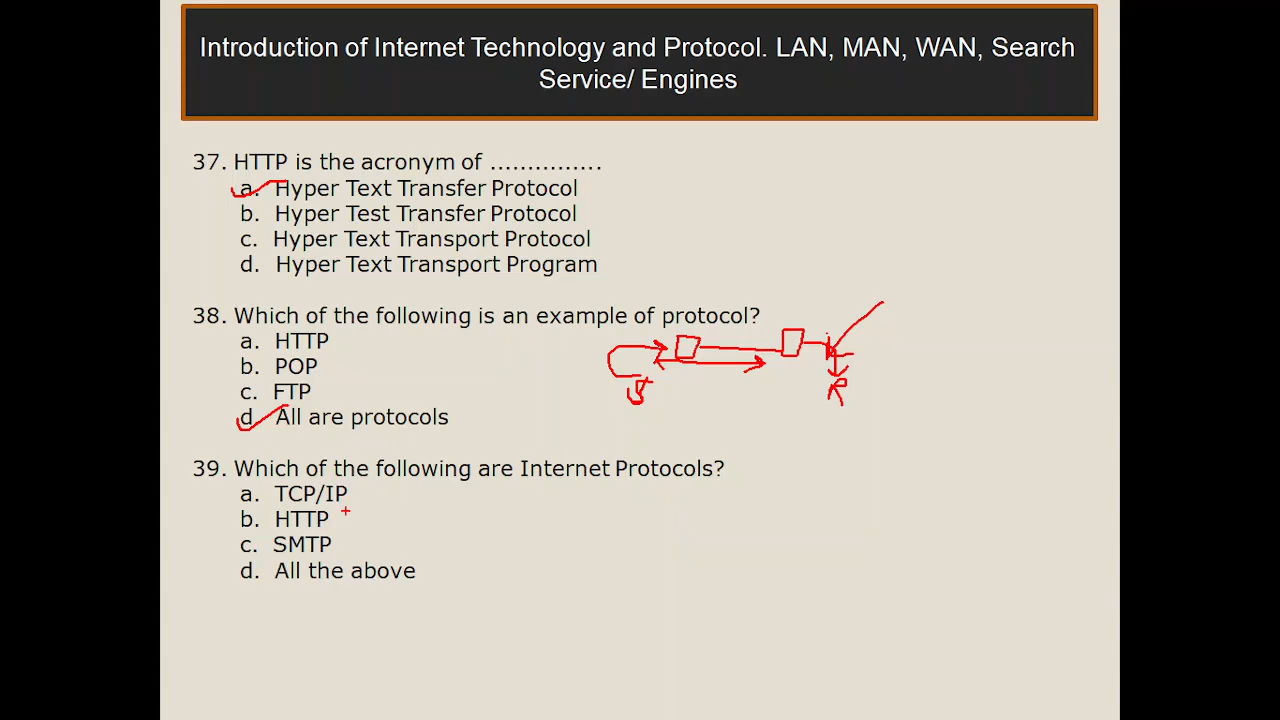 Introduction of Internet Technology and Protocol. LAN, MAN, WAN, Search
Service/ Engines
37. HTTP is the acronym of ...............
a. Hyper Text Transfer Protocol
b. Hyper Test Transfer Protocol
c. Hyper Text Transport Protocol
d. Hyper Text Transport Program
38. Which of the following is an example of protocol?
a. HTTP
b. POP
c. FTP
d. All are protocols
39. Which of the following are Internet Protocols?
a. TCP/IP
b. HTTP
c. SMTP
d. All the above